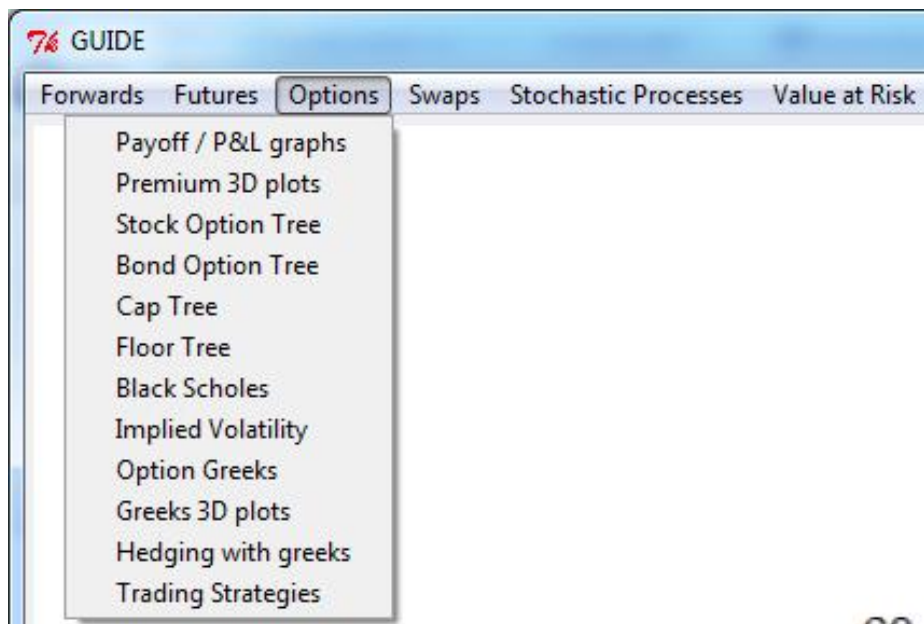 GUIDE
Forwards Futures Options Swaps Stochastic Processes Value at Risk
Payoff / P&L graphs
Premium 3D plots
Stock Option Tree
Bond Option Tree
Cap Tree
Floor Tree
Black Scholes
Implied Volatility
Option Greeks
Greeks 3D plots
Hedging with greeks
Trading Strategies